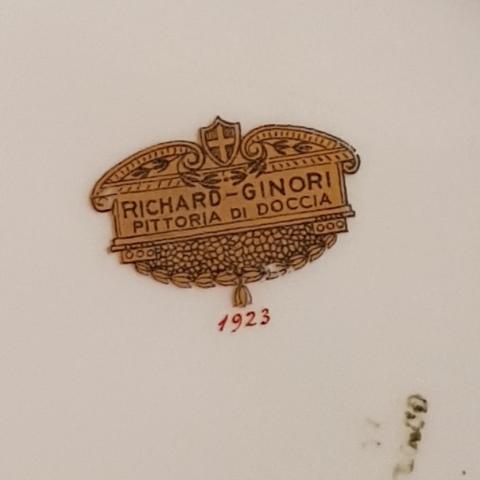 RICHARD-GINORI
PITTORIA DI DOCCIA
1923